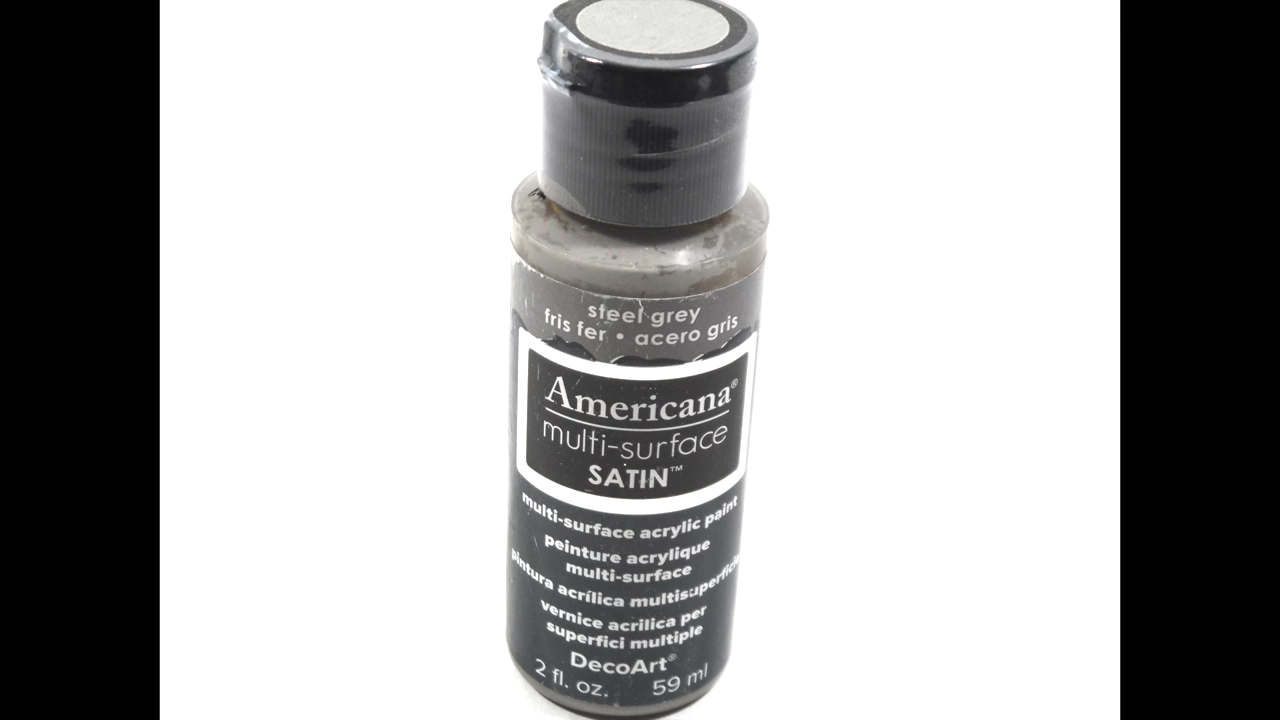 steel grey
fris fer • acero gris
Americana®
multi-surface
SATIN™
multi-surface acrylic paint
peinture acrylique
multi-surface
pintura acrílica multisuperficie
vernice acrilica per
superfici multiple
DecoArt®
2 fl. oz. 59 ml